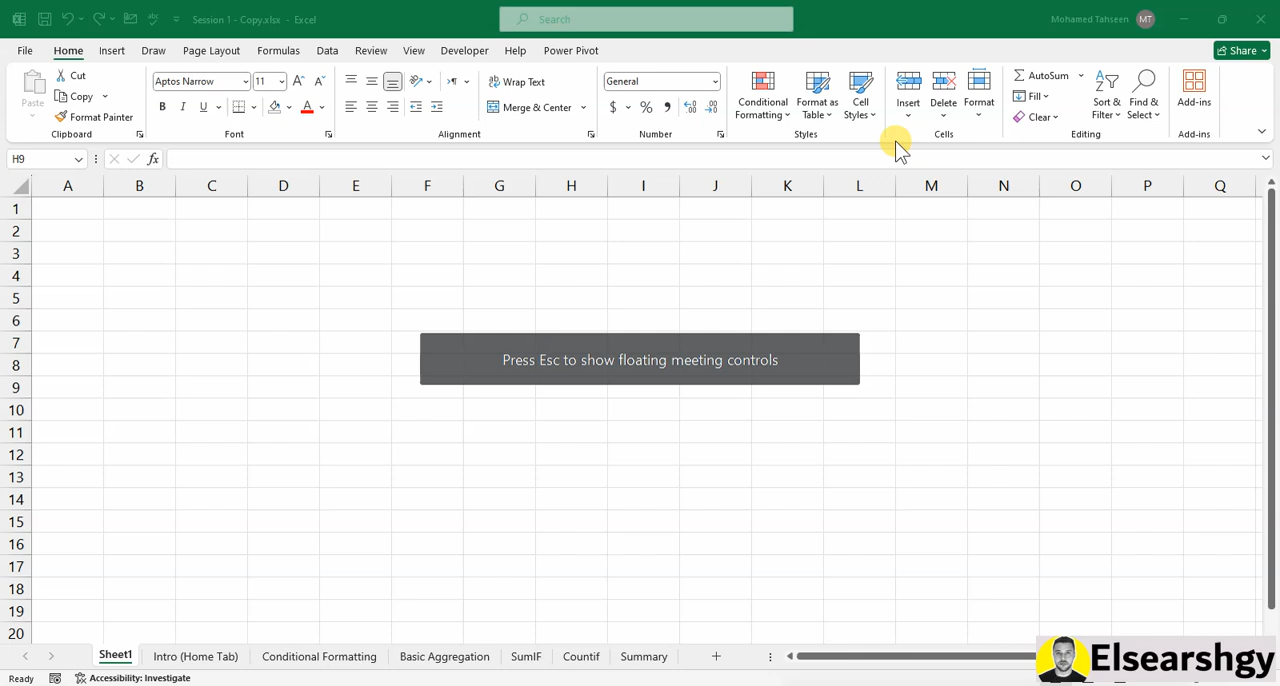 Session 1 - Copy.xlsx - Excel
Search
Mohamed Tahseen MT
File Home Insert Draw Page Layout Formulas Data Review View Developer Help Power Pivot Share
Paste
Cut
Copy
Format Painter
Clipboard
Aptos Narrow 11
B I U
Font
Wrap Text
Merge & Center
Alignment
General
$ % ,
Number
Conditional Formatting
Format as Table
Cell Styles
Styles
Insert Delete Format
Cells
AutoSum
Fill
Clear
Sort & Filter
Find & Select
Editing
Add-ins
Add-ins
H9 fx
A B C D E F G H I J K L M N O P Q
1
2
3
4
5
6
7
8
9
10
11
12
13
14
15
16
17
18
19
20
Press Esc to show floating meeting controls
Sheet1 Intro (Home Tab) Basic Aggregation SumIF Countif Summary
Ready Accessibility: Investigate
Elsearshgy